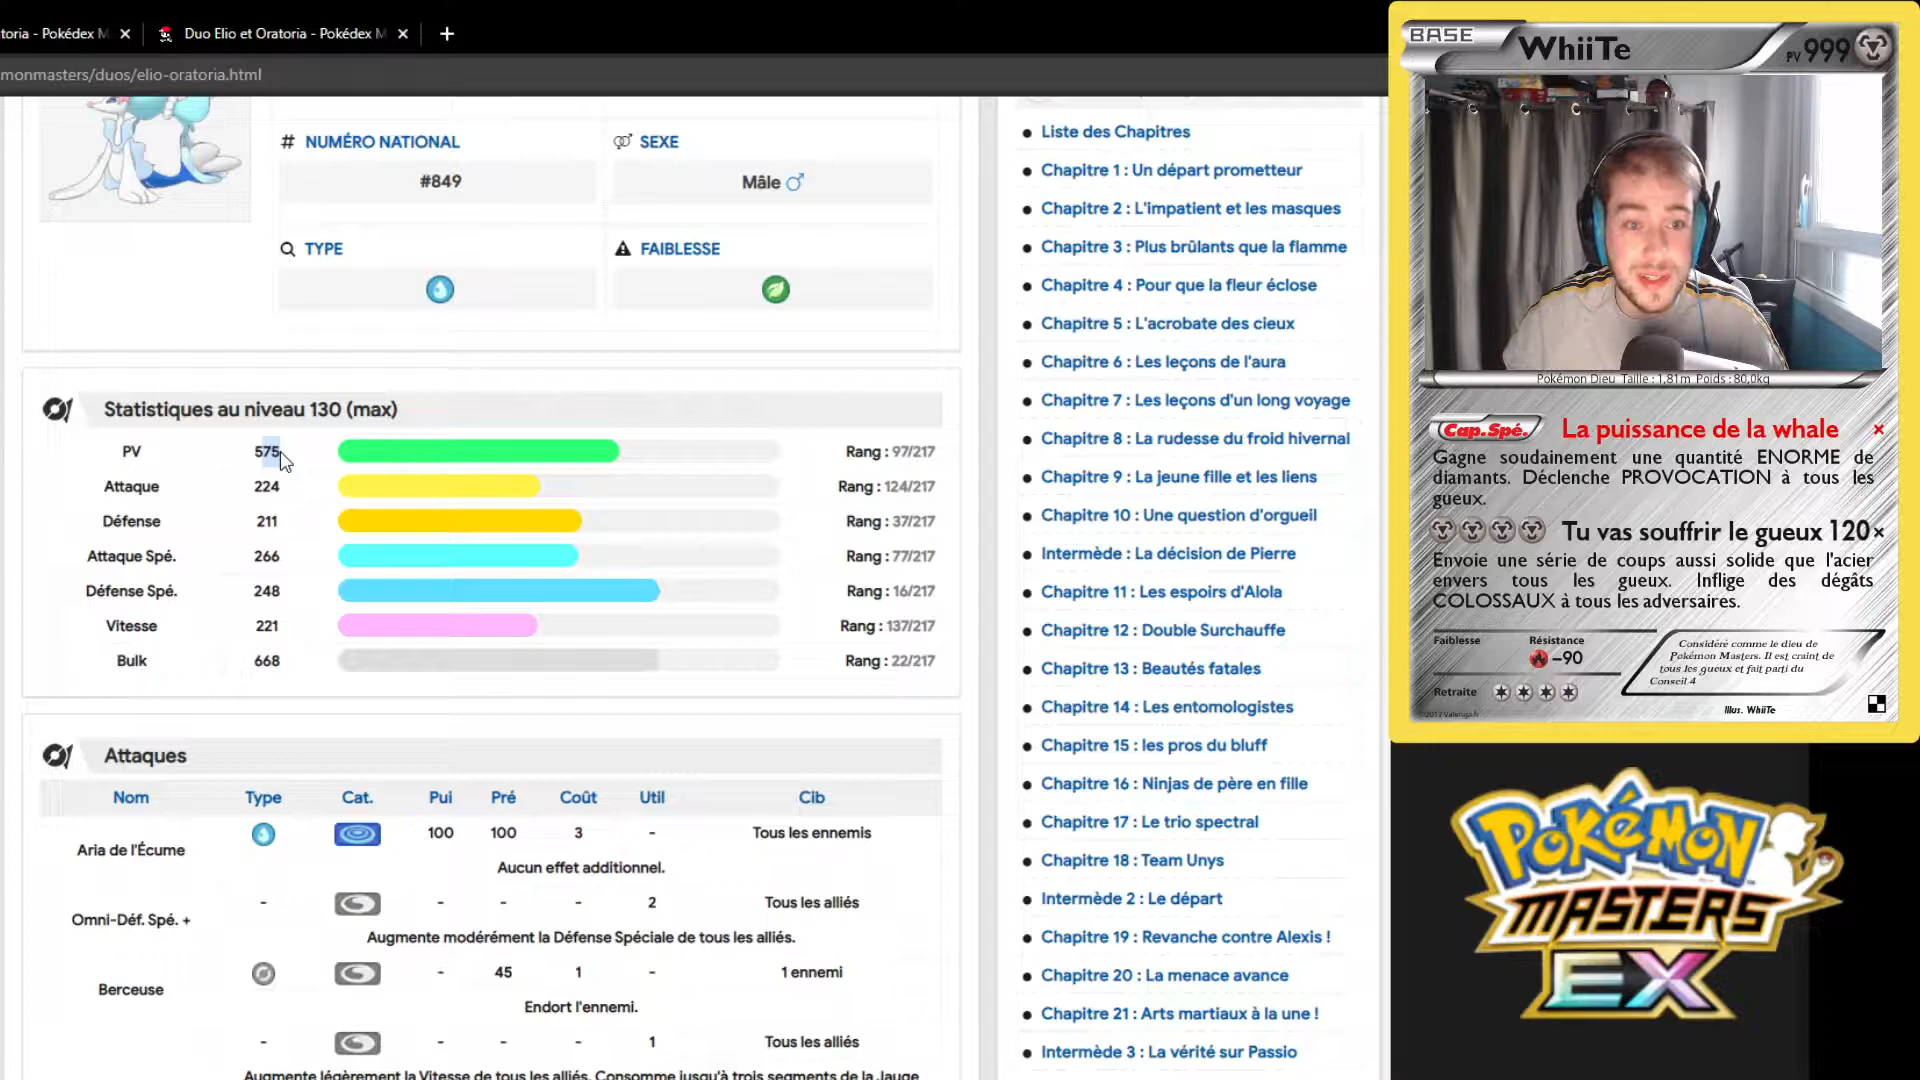 toria - Pokédex M
Duo Elio et Oratoria - Pokédex M
monmasters/duos/elio-oratoria.html
# NUMÉRO NATIONAL
SEXE
#849
Mâle
TYPE
FAIBLESSE
Statistiques au niveau 130 (max)
PV 575 Rang : 97/217
Attaque 224 Rang : 124/217
Défense 211 Rang : 37/217
Attaque Spé. 266 Rang : 77/217
Défense Spé. 248 Rang : 16/217
Vitesse 221 Rang : 137/217
Bulk 668 Rang : 22/217
Attaques
Nom Type Cat. Pui Pré Coût Util Cib
Aria de l'Écume 100 100 3 - Tous les ennemis
Aucun effet additionnel.
Omni-Déf. Spé. + - - - - 2 Tous les alliés
Augmente modérément la Défense Spéciale de tous les alliés.
Berceuse - 45 1 - 1 ennemi
Endort l'ennemi.
- - - - 1 Tous les alliés
Augmente légèrement la Vitesse de tous les alliés. Consomme jusqu'à trois segments de la Jauge
Liste des Chapitres
Chapitre 1 : Un départ prometteur
Chapitre 2 : L'impatient et les masques
Chapitre 3 : Plus brûlants que la flamme
Chapitre 4 : Pour que la fleur éclose
Chapitre 5 : L'acrobate des cieux
Chapitre 6 : Les leçons de l'aura
Chapitre 7 : Les leçons d'un long voyage
Chapitre 8 : La rudesse du froid hivernal
Chapitre 9 : La jeune fille et les liens
Chapitre 10 : Une question d'orgueil
Intermède : La décision de Pierre
Chapitre 11 : Les espoirs d'Alola
Chapitre 12 : Double Surchauffe
Chapitre 13 : Beautés fatales
Chapitre 14 : Les entomologistes
Chapitre 15 : les pros du bluff
Chapitre 16 : Ninjas de père en fille
Chapitre 17 : Le trio spectral
Chapitre 18 : Team Unys
Intermède 2 : Le départ
Chapitre 19 : Revanche contre Alexis !
Chapitre 20 : La menace avance
Chapitre 21 : Arts martiaux à la une !
Intermède 3 : La vérité sur Passio
BASE WhiiTe PV 999
Pokémon Dieu Taille : 1,81m Poids : 80,0kg
Cap.Spé. La puissance de la whale ×
Gagne soudainement une quantité ENORME de
diamants. Déclenche PROVOCATION à tous les
gueux.
Tu vas souffrir le gueux 120×
Envoie une série de coups aussi solide que l'acier
envers tous les gueux. Inflige des dégâts
COLOSSAUX à tous les adversaires.
Faiblesse Résistance
-90
Retraite
Considéré comme le dieu de
Pokémon Masters. Il est craint de
tous les gueux et fait parti du
Conseil 4
Illus. WhiiTe
POKÉMON
MASTERS
EX